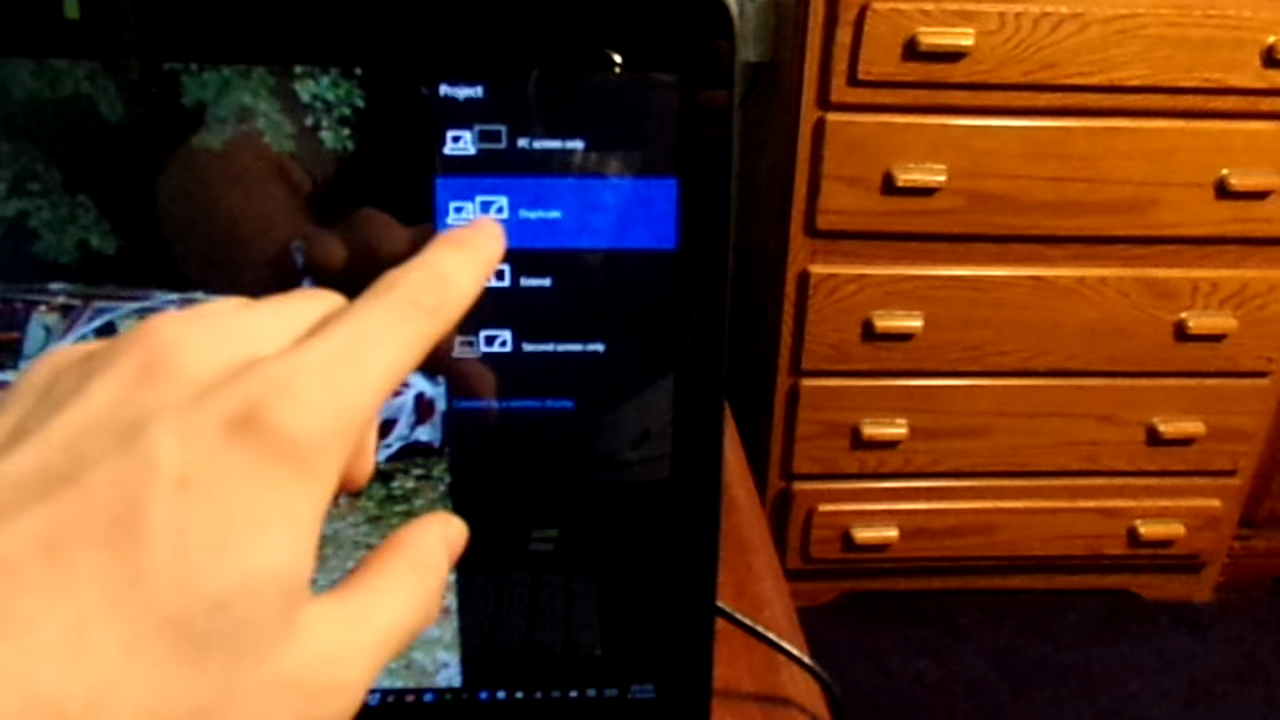 Project
PC screen only
Duplicate
Extend
Second screen only
Connect to a wireless display